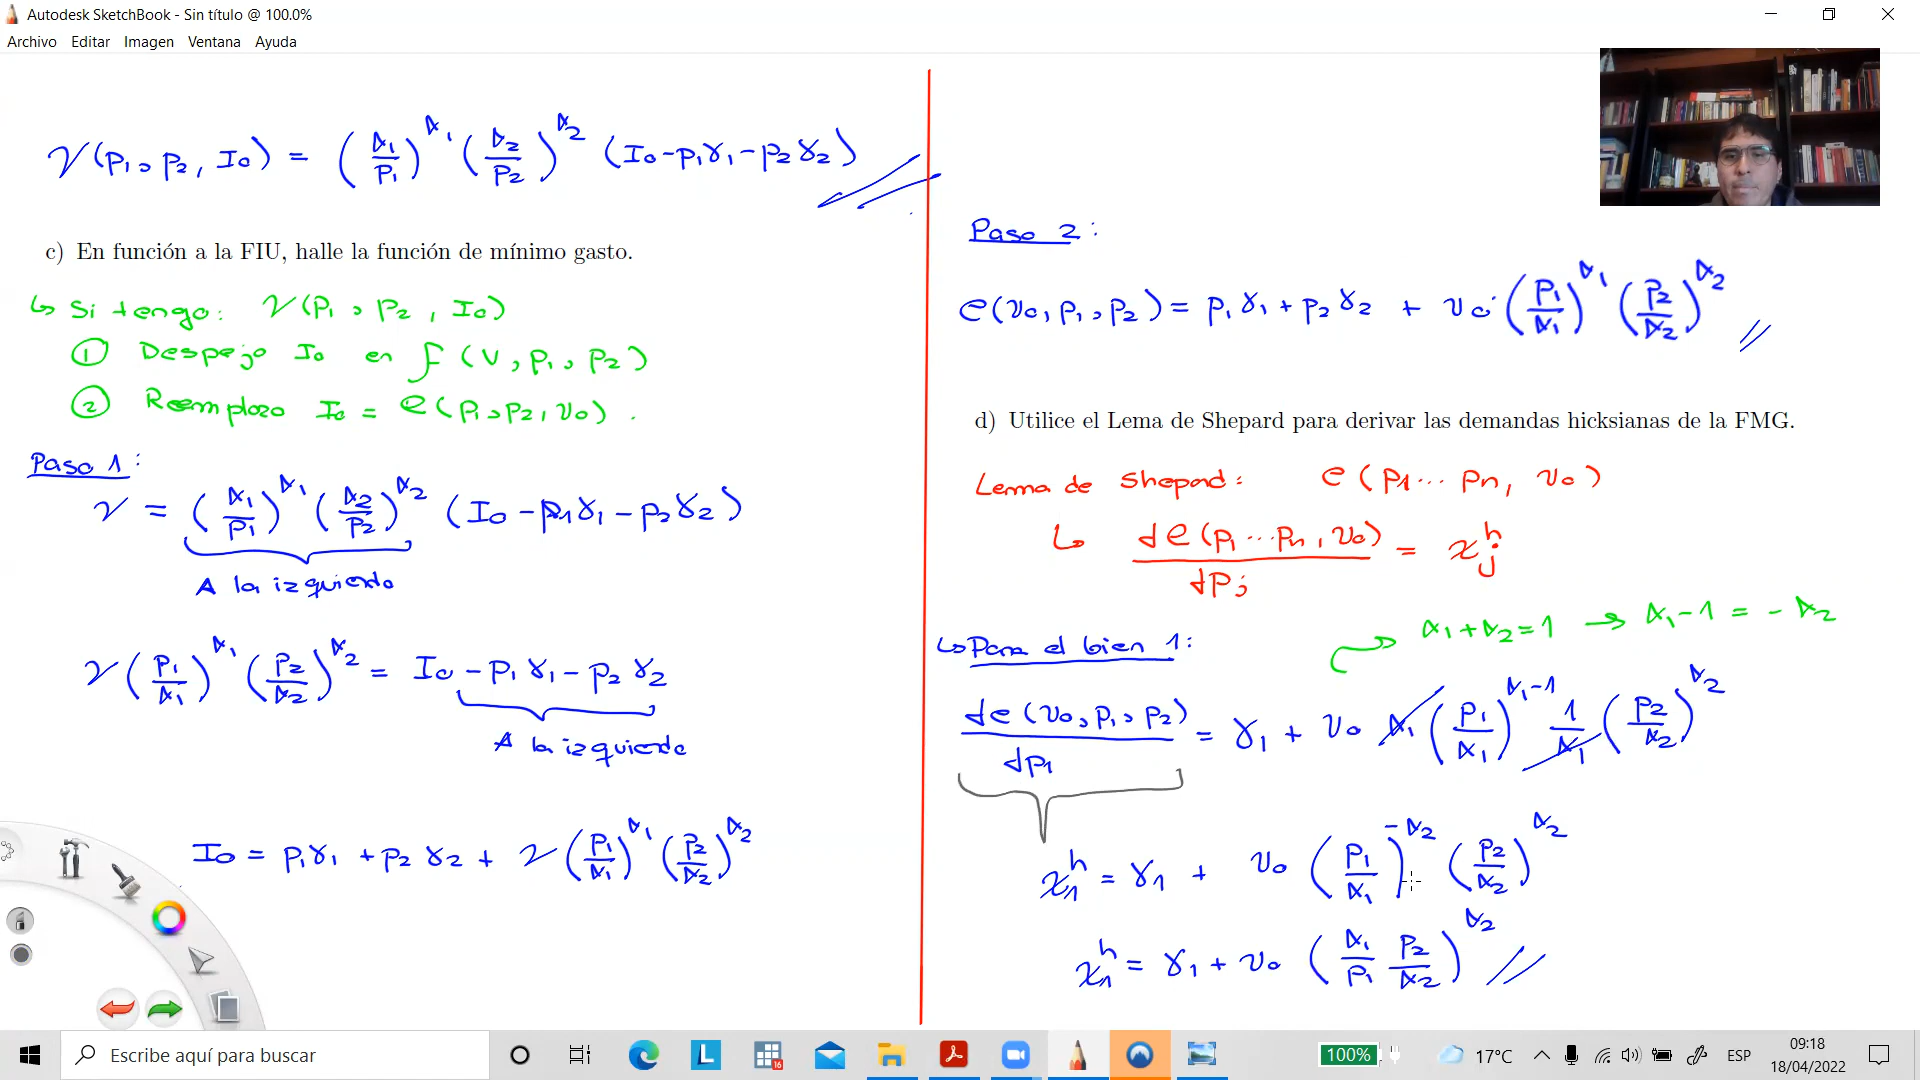 Autodesk SketchBook - Sin título @ 100.0%
Archivo Editar Imagen Ventana Ayuda
V(p₁, p₂, I₀) = (α₁/p₁)^α₁ (α₂/p₂)^α₂ (I₀ - p₁γ₁ - p₂γ₂)
c) En función a la FIU, halle la función de mínimo gasto.
↳ Si tengo: V(p₁, p₂, I₀)
① Despejo I₀ en f(v, p₁, p₂)
② Reemplazo I₀ = e(p₁, p₂, v₀).
Paso 1:
V = (α₁/p₁)^α₁ (α₂/p₂)^α₂ (I₀ - p₁γ₁ - p₂γ₂)
A la izquierda
V (p₁/α₁)^α₁ (p₂/α₂)^α₂ = I₀ - p₁γ₁ - p₂γ₂
A la izquierda
I₀ = p₁γ₁ + p₂γ₂ + V (p₁/α₁)^α₁ (p₂/α₂)^α₂
Paso 2:
e(v₀, p₁, p₂) = p₁γ₁ + p₂γ₂ + v₀ · (p₁/α₁)^α₁ (p₂/α₂)^α₂
d) Utilice el Lema de Shepard para derivar las demandas hicksianas de la FMG.
Lema de Shepard: e(p₁ ... pₙ, v₀)
↳ de(p₁ ... pₙ, v₀)/dpⱼ = xⱼʰ
α₁ + α₂ = 1 → α₁ - 1 = - α₂
↳ Para el bien 1:
de(v₀, p₁, p₂)/dp₁ = γ₁ + v₀ α₁ (p₁/α₁)^(α₁-1) 1/α₁ (p₂/α₂)^α₂
x₁ʰ = γ₁ + v₀ (p₁/α₁)^(-α₂) (p₂/α₂)^α₂
x₁ʰ = γ₁ + v₀ (α₁/p₁ p₂/α₂)^α₂
Escribe aquí para buscar
L
16
100%
17°C
ESP
09:18
18/04/2022